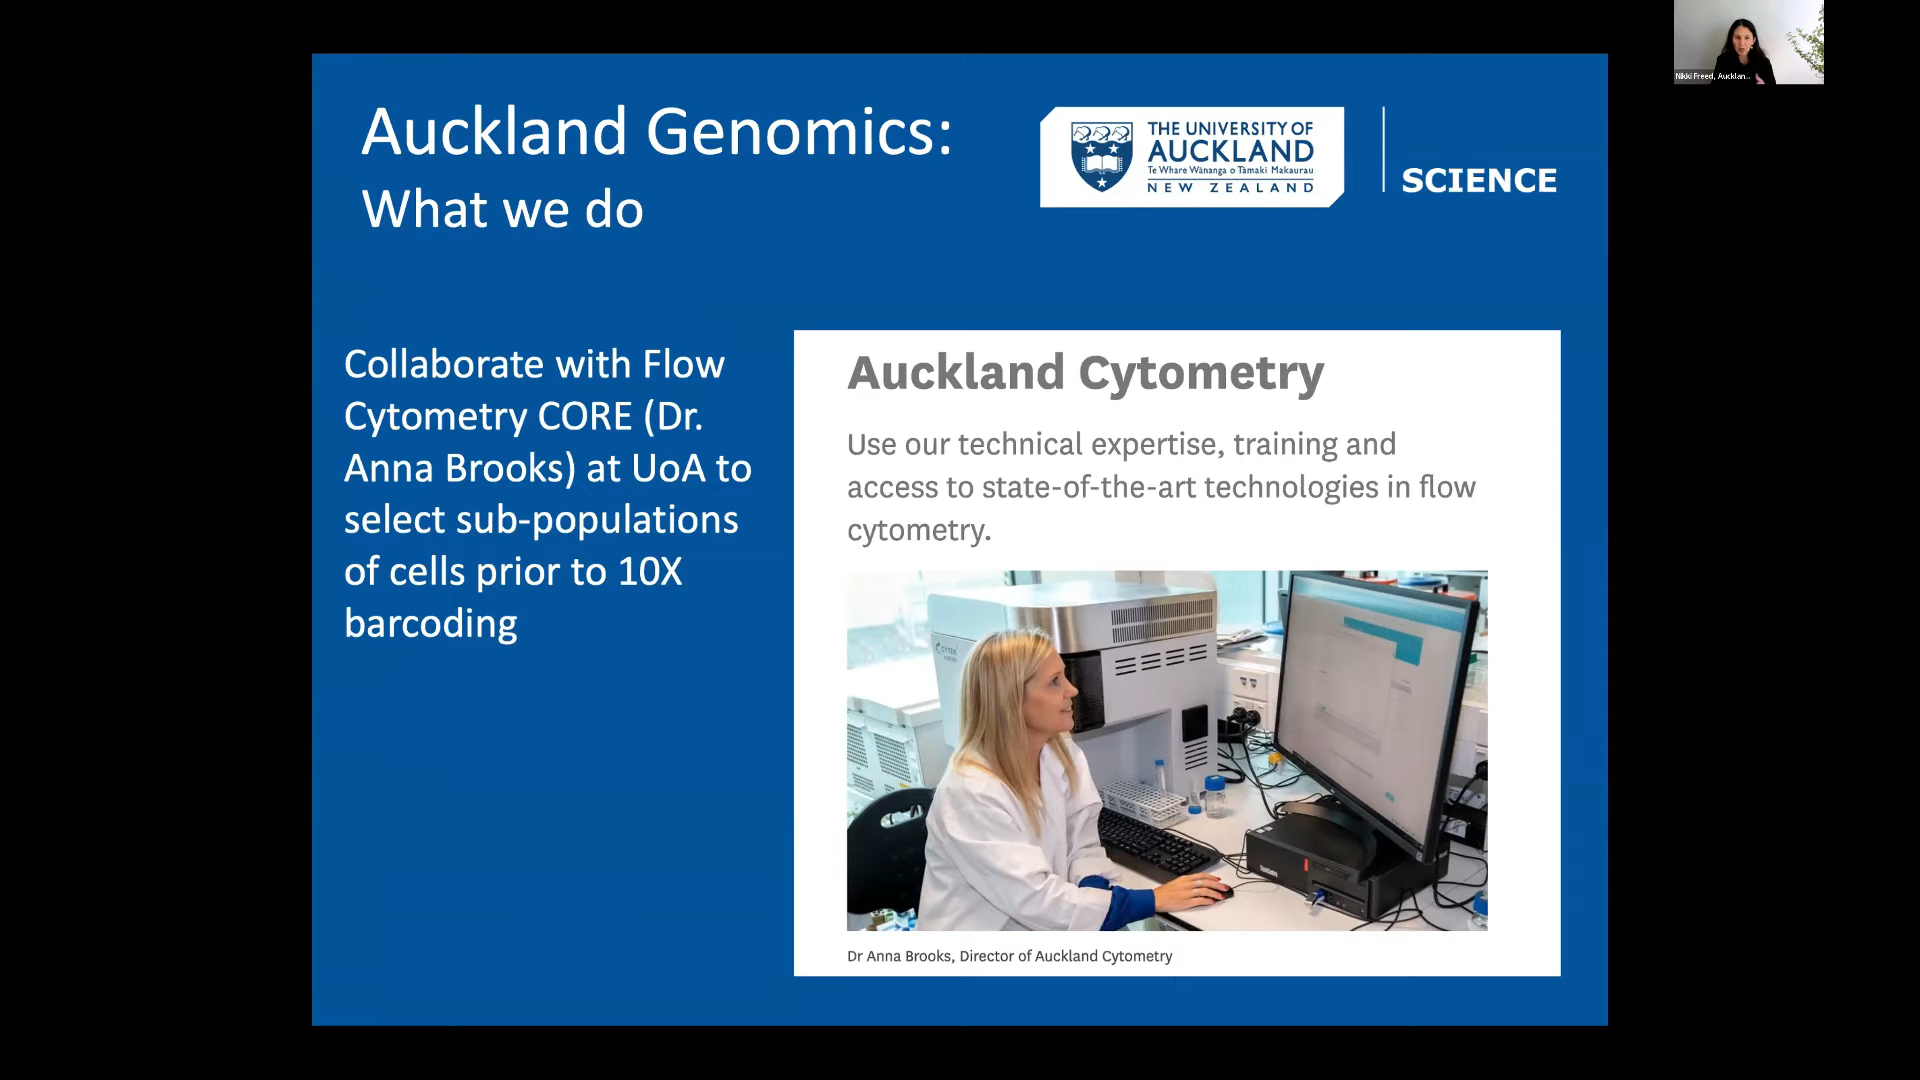 Nikki Freed, Aucklan...
Auckland Genomics:
What we do
THE UNIVERSITY OF
AUCKLAND
Te Whare Wānanga o Tāmaki Makaurau
NEW ZEALAND
SCIENCE
Collaborate with Flow
Cytometry CORE (Dr.
Anna Brooks) at UoA to
select sub-populations
of cells prior to 10X
barcoding
Auckland Cytometry
Use our technical expertise, training and
access to state-of-the-art technologies in flow
cytometry.
CYTEK
Dr Anna Brooks, Director of Auckland Cytometry